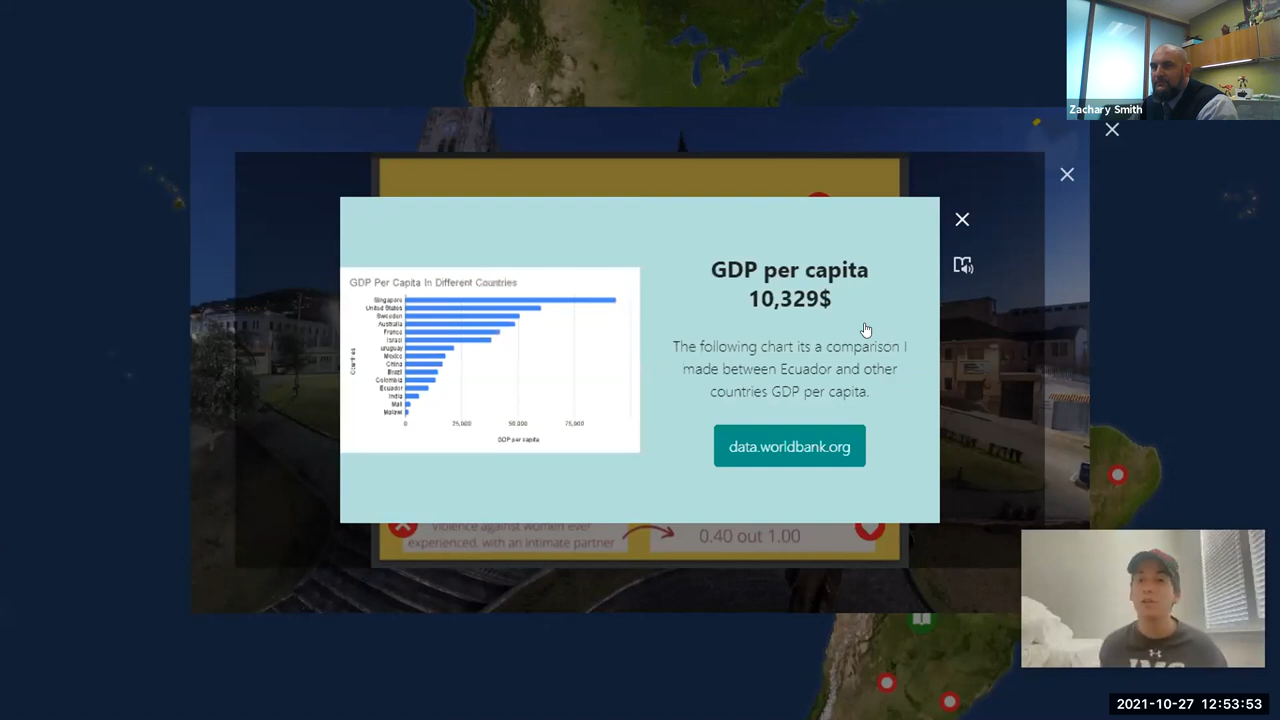 Zachary Smith
GDP Per Capita In Different Countries
Singapore
United States
Sweden
Australia
France
Israel
uruguay
Mexico
China
Brazil
Colombia
Ecuador
India
Mali
Malawi
Countries
0
25,000
50,000
75,000
GDP per capita
GDP per capita
10,329$
The following chart its a comparison I
made between Ecuador and other
countries GDP per capita.
data.worldbank.org
Violence against women ever
experienced, with an intimate partner
0.40 out 1.00
2021-10-27 12:53:53